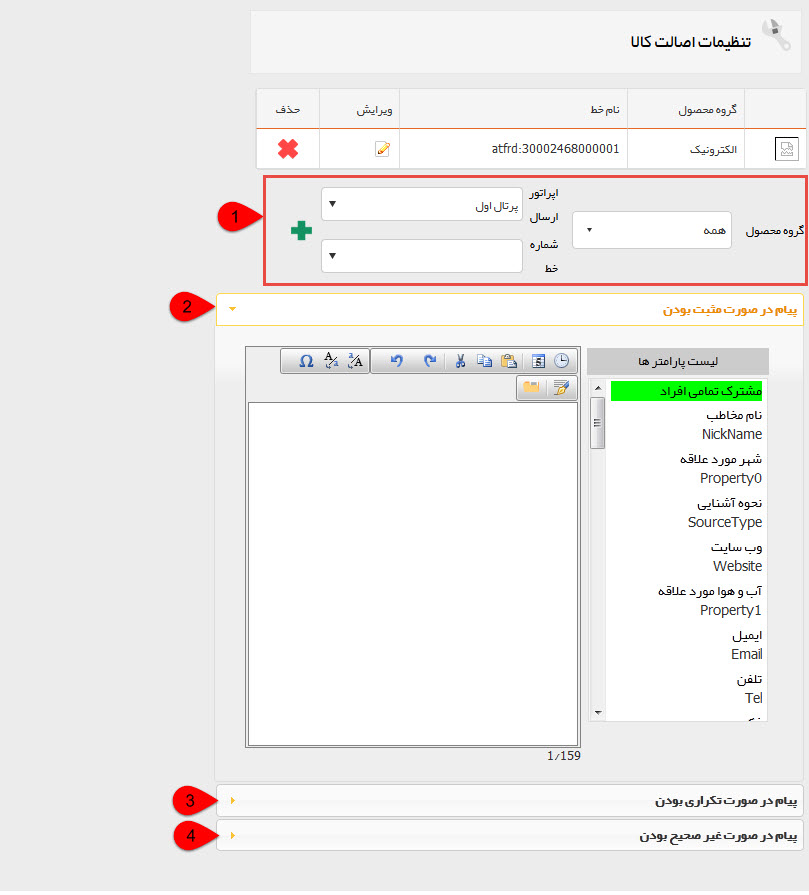 تنظیمات اصالت کالا
گروه محصول نام خط ویرایش حذف
الکترونیک atfrd:30002468000001
1
گروه محصول همه
اپراتور ارسال پرتال اول
شماره خط
2
پیام در صورت مثبت بودن
لیست پارامتر ها
مشترک تمامی افراد
نام مخاطب
NickName
شهر مورد علاقه
Property0
نحوه آشنایی
SourceType
وب سایت
Website
آب و هوا مورد علاقه
Property1
ایمیل
Email
تلفن
Tel
1/159
3
پیام در صورت تکراری بودن
4
پیام در صورت غیر صحیح بودن